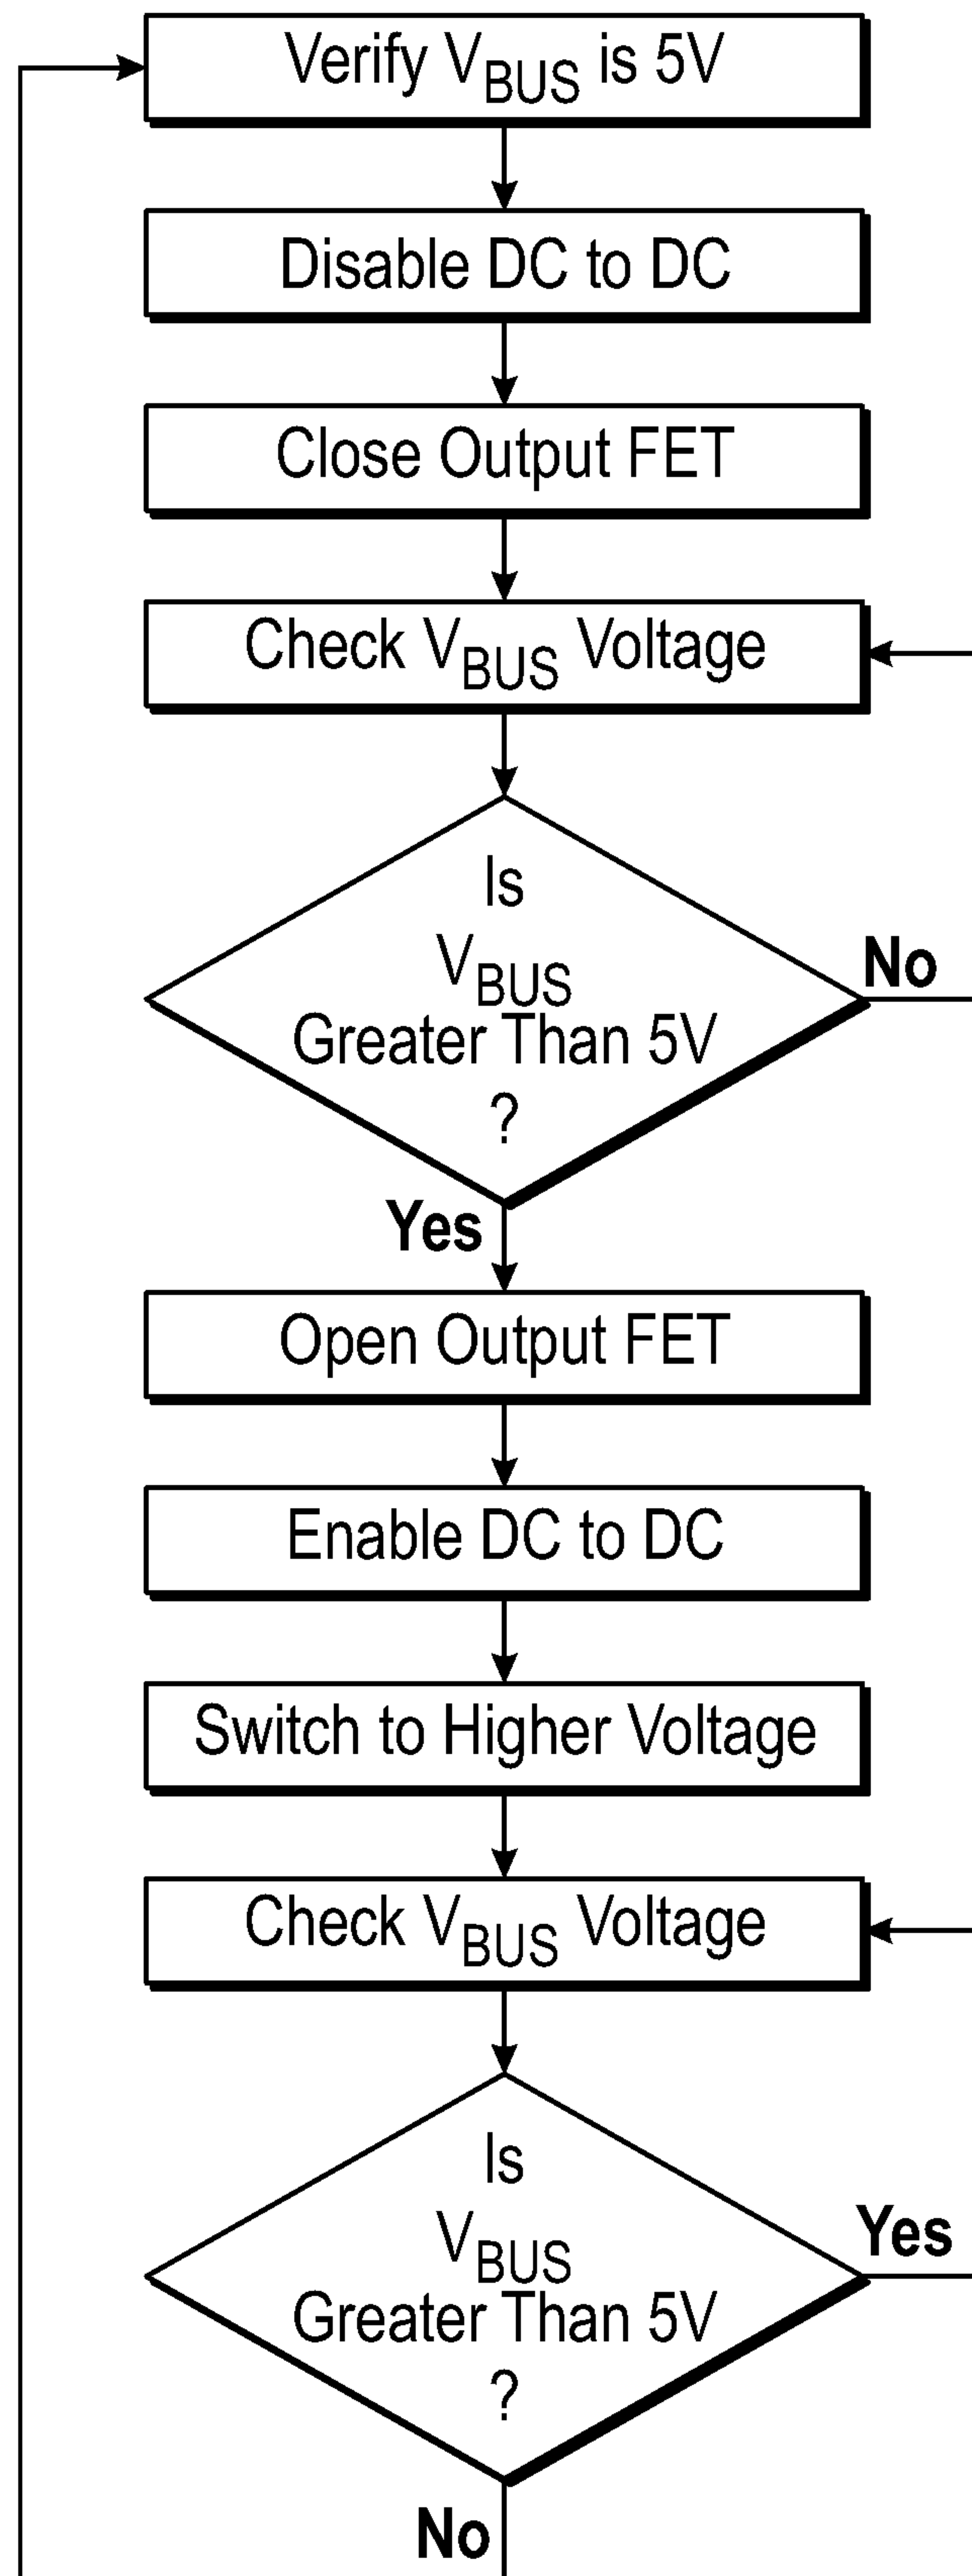 Verify VBUS is 5V
Disable DC to DC
Close Output FET
Check VBUS Voltage
Is
VBUS
Greater Than 5V
?
No
Yes
Open Output FET
Enable DC to DC
Switch to Higher Voltage
Check VBUS Voltage
Is
VBUS
Greater Than 5V
?
Yes
No